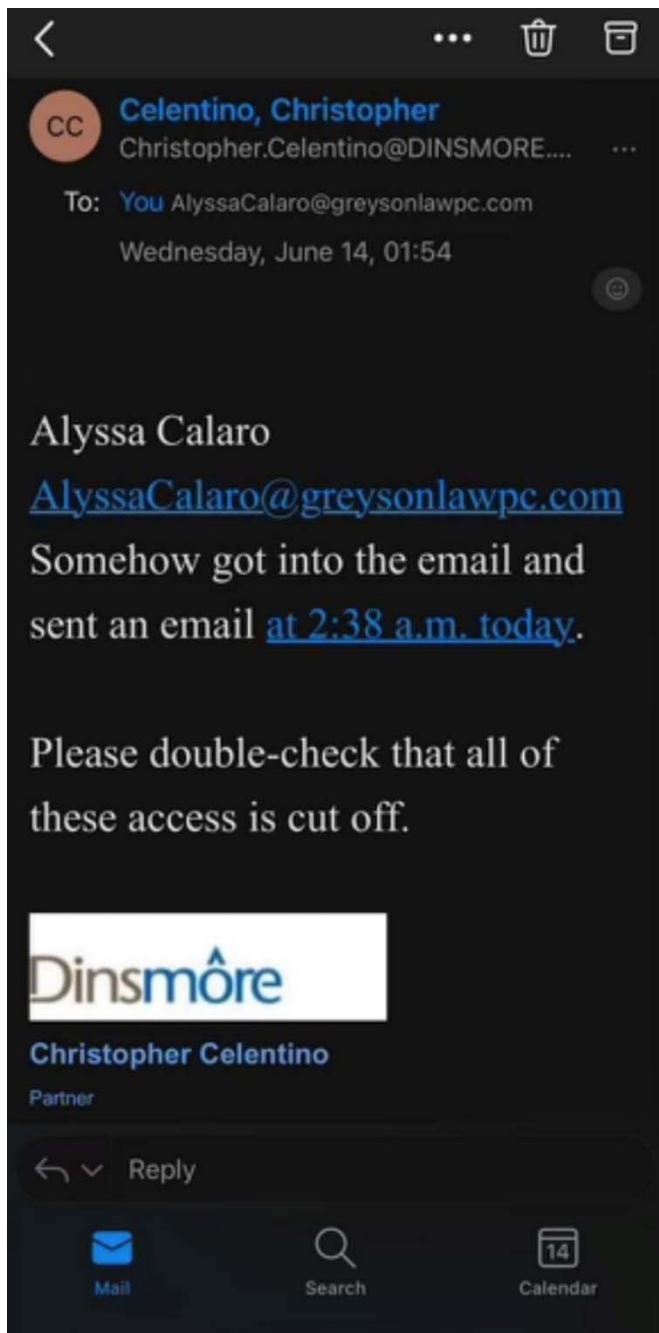 CC
Celentino, Christopher
Christopher.Celentino@DINSMORE....
To: You AlyssaCalaro@greysonlawpc.com
Wednesday, June 14, 01:54
Alyssa Calaro
AlyssaCalaro@greysonlawpc.com
Somehow got into the email and
sent an email at 2:38 a.m. today.
Please double-check that all of
these access is cut off.
Dinsmôre
Christopher Celentino
Partner
Reply
14
Mail
Search
Calendar